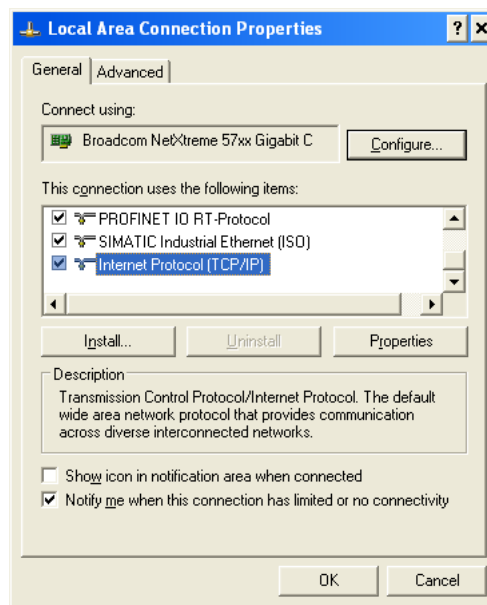 Local Area Connection Properties
General Advanced
Connect using:
Broadcom NetXtreme 57xx Gigabit C Configure...
This connection uses the following items:
PROFINET IO RT-Protocol
SIMATIC Industrial Ethernet (ISO)
Internet Protocol (TCP/IP)
Install... Uninstall Properties
Description
Transmission Control Protocol/Internet Protocol. The default
wide area network protocol that provides communication
across diverse interconnected networks.
Show icon in notification area when connected
Notify me when this connection has limited or no connectivity
OK Cancel